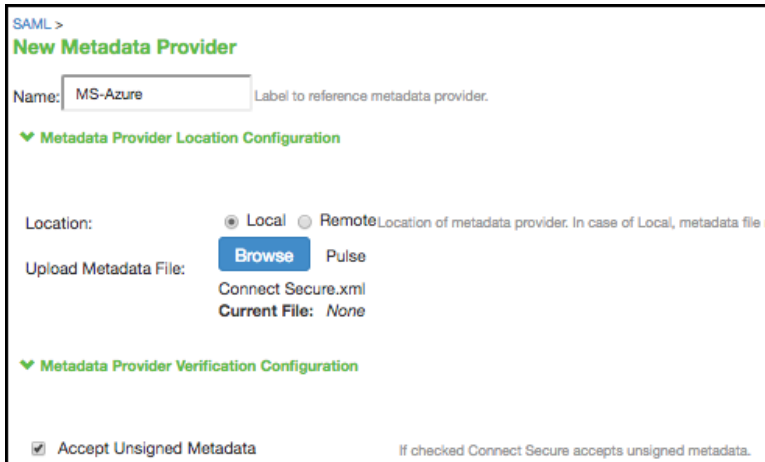 SAML >
New Metadata Provider
Name: MS-Azure Label to reference metadata provider.
Metadata Provider Location Configuration
Location: Local Remote Location of metadata provider. In case of Local, metadata file
Upload Metadata File: Browse Pulse
Connect Secure.xml
Current File: None
Metadata Provider Verification Configuration
Accept Unsigned Metadata If checked Connect Secure accepts unsigned metadata.